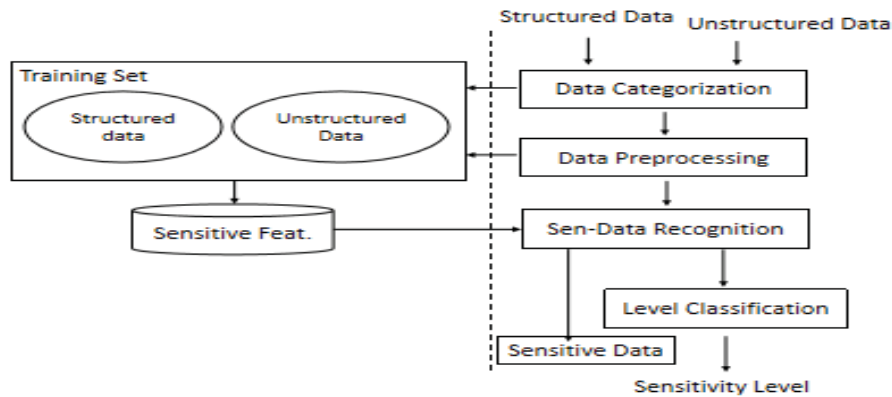 Structured Data
Unstructured Data
Training Set
Structured
data
Unstructured
Data
Data Categorization
Data Preprocessing
Sensitive Feat.
Sen-Data Recognition
Level Classification
Sensitive Data
Sensitivity Level